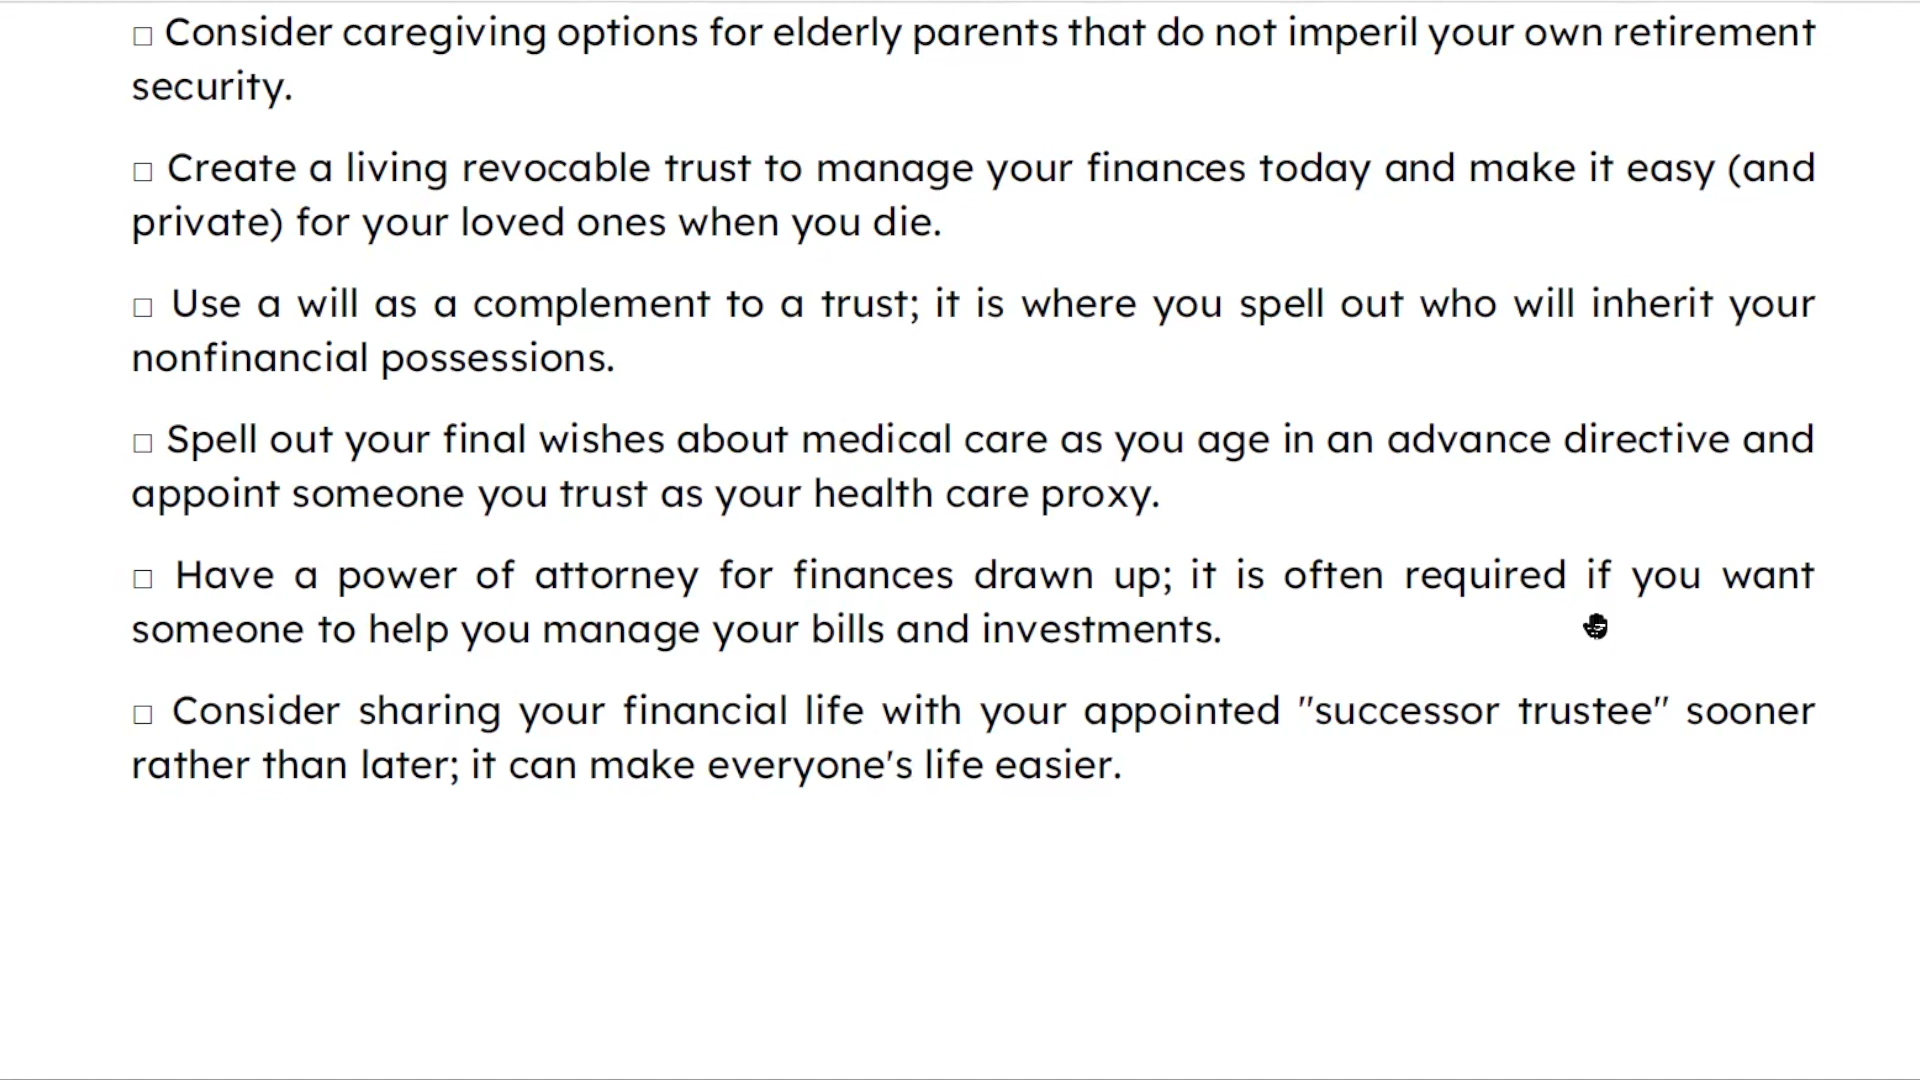 □ Consider caregiving options for elderly parents that do not imperil your own retirement
security.
□ Create a living revocable trust to manage your finances today and make it easy (and
private) for your loved ones when you die.
□ Use a will as a complement to a trust; it is where you spell out who will inherit your
nonfinancial possessions.
□ Spell out your final wishes about medical care as you age in an advance directive and
appoint someone you trust as your health care proxy.
□ Have a power of attorney for finances drawn up; it is often required if you want
someone to help you manage your bills and investments.
□ Consider sharing your financial life with your appointed "successor trustee" sooner
rather than later; it can make everyone's life easier.